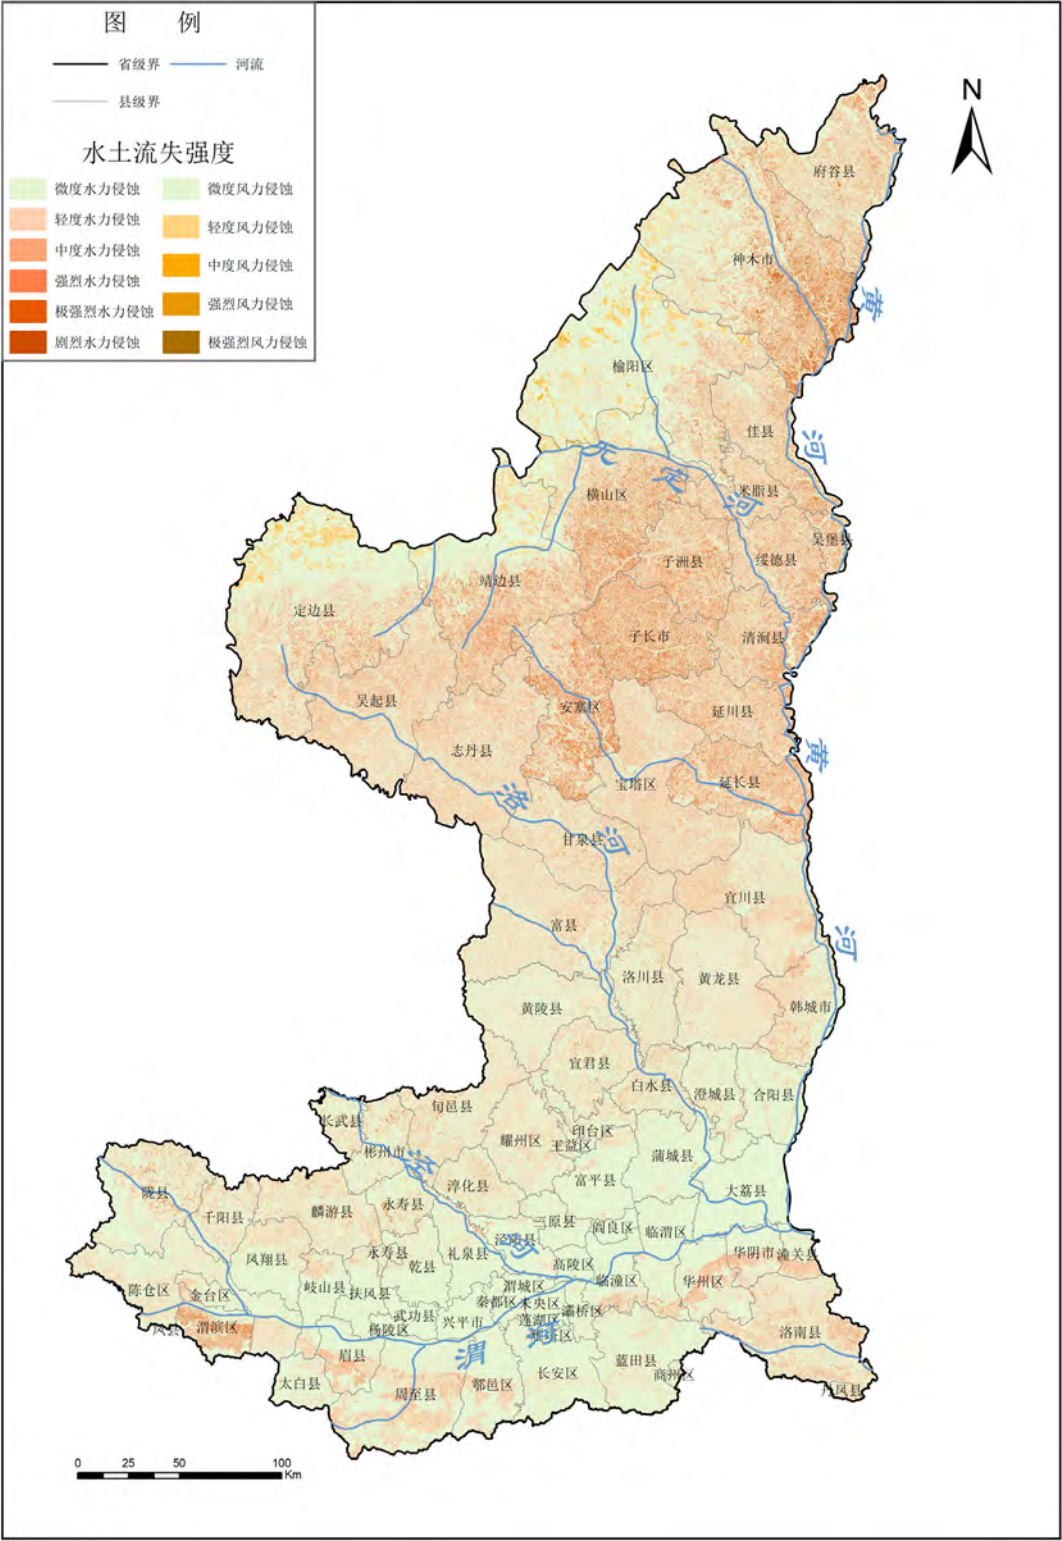 图 例
省级界 河流
县级界
水土流失强度
微度水力侵蚀 微度风力侵蚀
轻度水力侵蚀 轻度风力侵蚀
中度水力侵蚀 中度风力侵蚀
强烈水力侵蚀 强烈风力侵蚀
极强烈水力侵蚀 极强烈风力侵蚀
剧烈水力侵蚀
N
府谷县
神木市
黄
榆阳区
佳县
河
无
定
河
米脂县
横山区
吴堡县
子洲县
绥德县
靖边县
定边县
子长市
清涧县
吴起县
安塞区
延川县
志丹县
黄
宝塔区
延长县
洛
河
甘泉县
宜川县
富县
河
洛川县
黄龙县
黄陵县
韩城市
宜君县
白水县
澄城县
合阳县
旬邑县
长武县
耀州区
印台区
王益区
彬州市
泾
蒲城县
陇县
淳化县
富平县
大荔县
千阳县
麟游县
永寿县
三原县
阎良区
临渭区
泾阳县
河
凤翔县
永寿县
乾县
礼泉县
高陵区
华阴市
潼关县
陈仓区
金台区
岐山县
扶风县
渭城区
临潼区
华州区
秦都区
未央区
灞桥区
武功县
兴平市
莲湖区
凤县
渭滨区
杨陵区
雁塔区
河
洛南县
眉县
渭
太白县
周至县
鄠邑区
长安区
蓝田县
商州区
丹凤县
0 25 50 100
Km